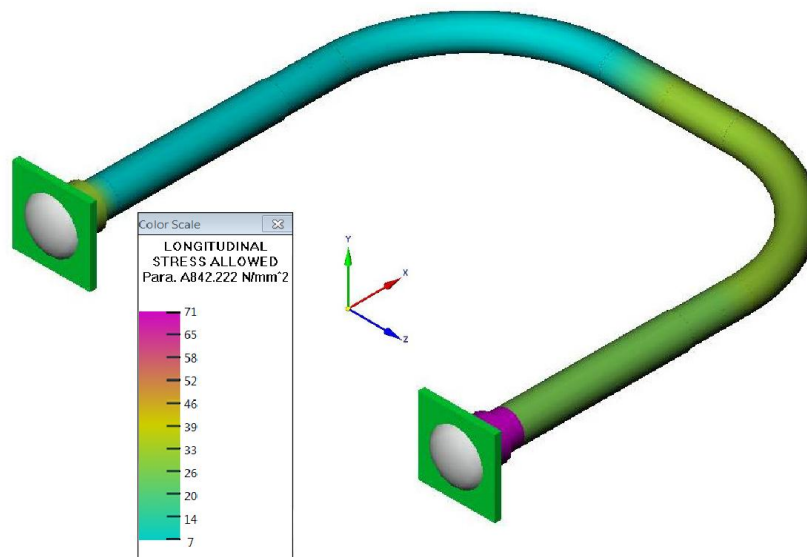 Color Scale
LONGITUDINAL
STRESS ALLOWED
Para. A842.222 N/mm^2
71
65
58
52
46
39
33
26
20
14
7
Y
X
Z